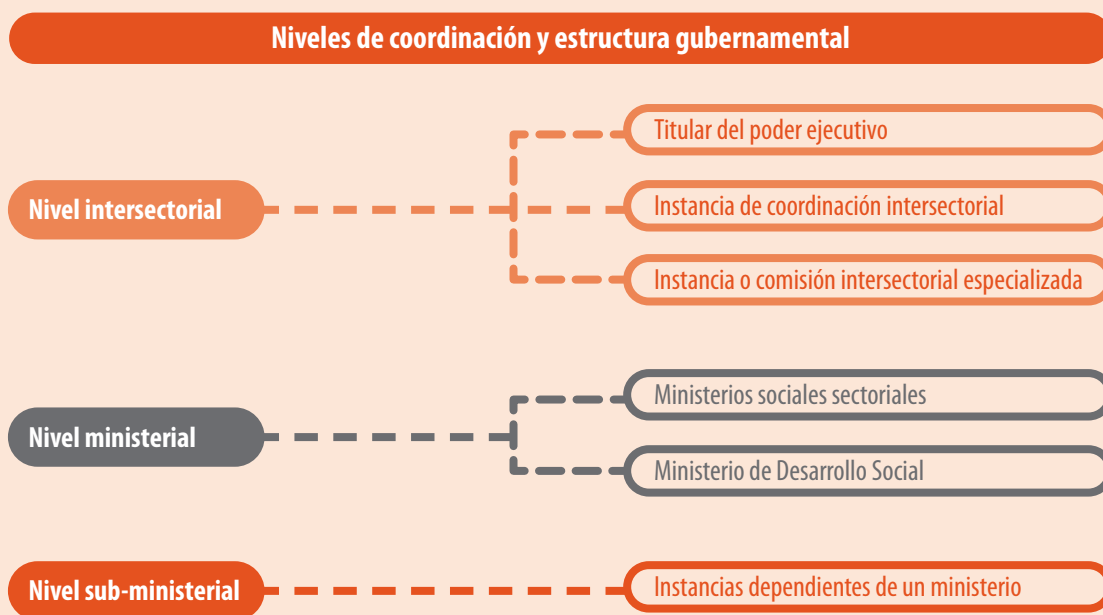 Niveles de coordinación y estructura gubernamental
Nivel intersectorial
Titular del poder ejecutivo
Instancia de coordinación intersectorial
Instancia o comisión intersectorial especializada
Nivel ministerial
Ministerios sociales sectoriales
Ministerio de Desarrollo Social
Nivel sub-ministerial
Instancias dependientes de un ministerio